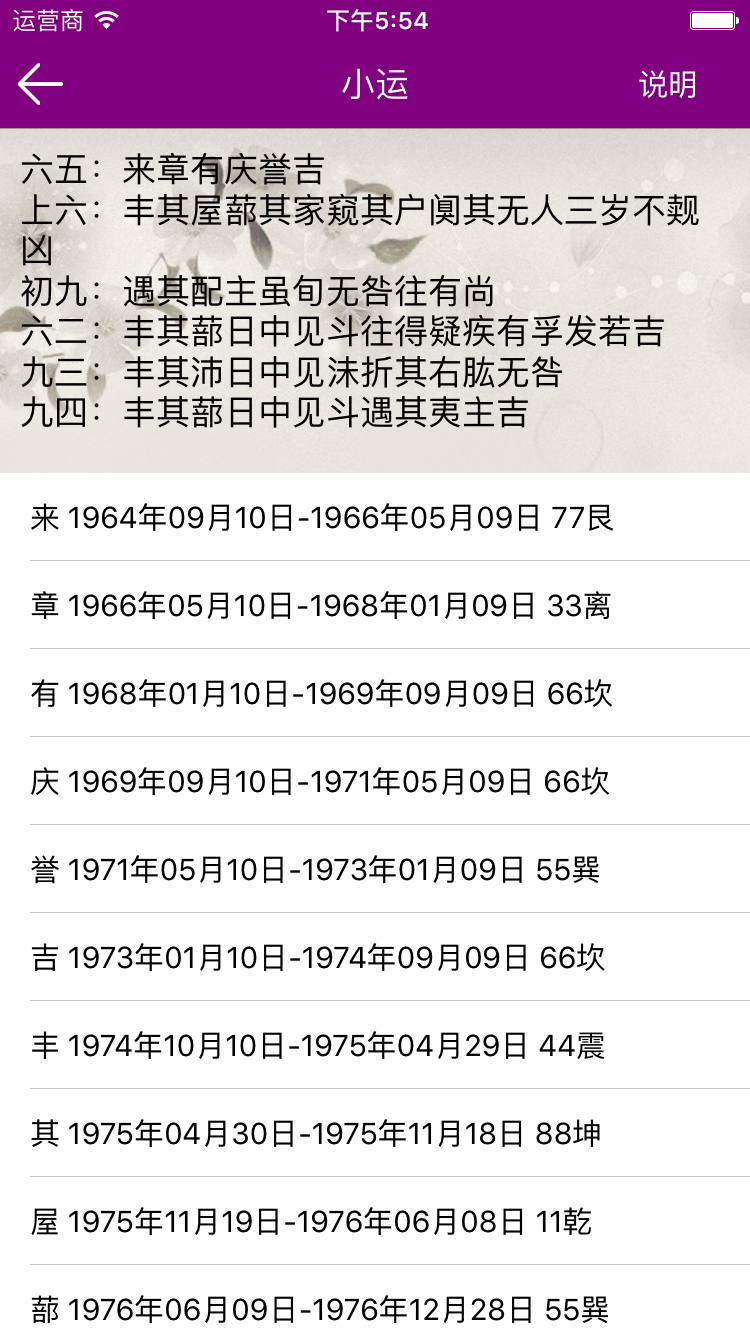 运营商 下午5:54
小运 说明
六五：来章有庆誉吉
上六：丰其屋蔀其家窥其户阒其无人三岁不觌
凶
初九：遇其配主虽旬无咎往有尚
六二：丰其蔀日中见斗往得疑疾有孚发若吉
九三：丰其沛日中见沬折其右肱无咎
九四：丰其蔀日中见斗遇其夷主吉
来 1964年09月10日-1966年05月09日 77艮
章 1966年05月10日-1968年01月09日 33离
有 1968年01月10日-1969年09月09日 66坎
庆 1969年09月10日-1971年05月09日 66坎
誉 1971年05月10日-1973年01月09日 55巽
吉 1973年01月10日-1974年09月09日 66坎
丰 1974年10月10日-1975年04月29日 44震
其 1975年04月30日-1975年11月18日 88坤
屋 1975年11月19日-1976年06月08日 11乾
蔀 1976年06月09日-1976年12月28日 55巽